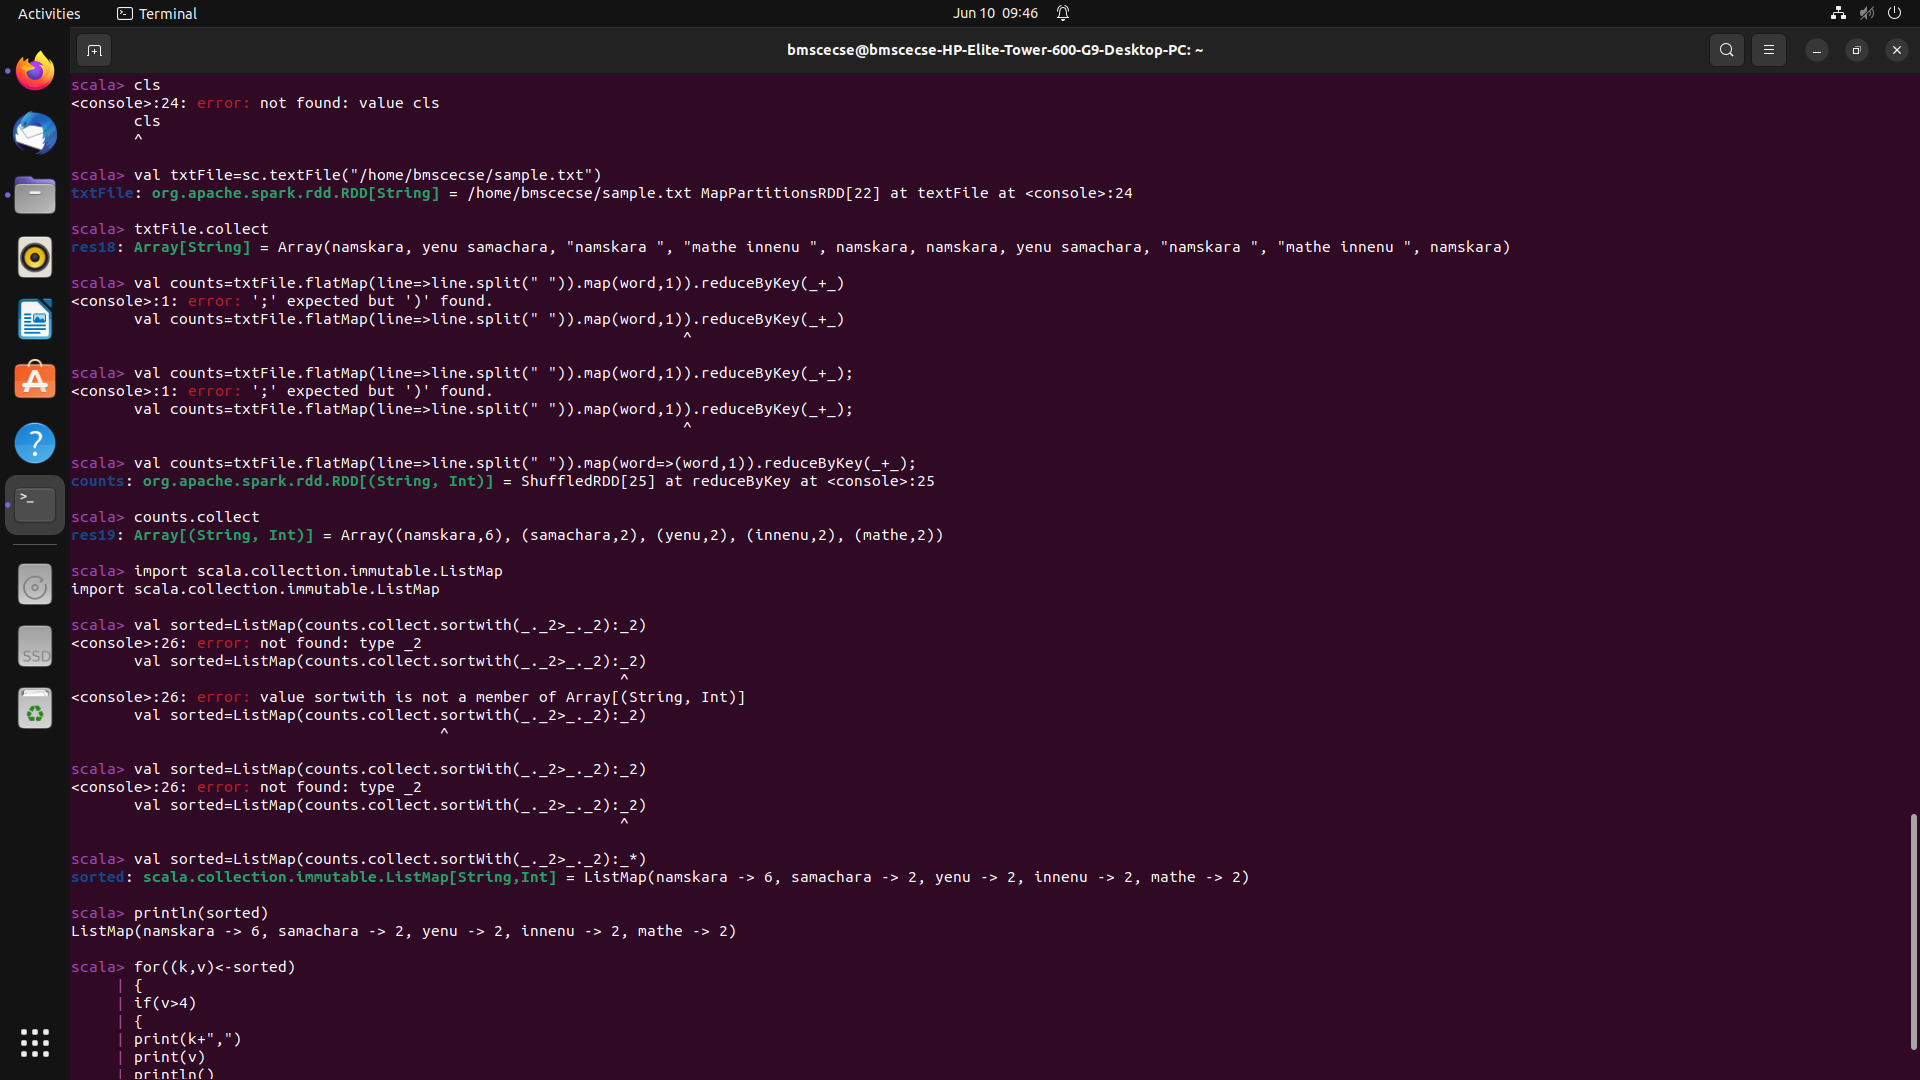 Activities
Terminal
Jun 10 09:46
bmscecse@bmscecse-HP-Elite-Tower-600-G9-Desktop-PC: ~
scala> cls
<console>:24: error: not found: value cls
       cls
       ^
scala> val txtFile=sc.textFile("/home/bmscecse/sample.txt")
txtFile: org.apache.spark.rdd.RDD[String] = /home/bmscecse/sample.txt MapPartitionsRDD[22] at textFile at <console>:24
scala> txtFile.collect
res18: Array[String] = Array(namskara, yenu samachara, "namskara ", "mathe innenu ", namskara, namskara, yenu samachara, "namskara ", "mathe innenu ", namskara)
scala> val counts=txtFile.flatMap(line=>line.split(" ")).map(word,1)).reduceByKey(_+_)
<console>:1: error: ';' expected but ')' found.
       val counts=txtFile.flatMap(line=>line.split(" ")).map(word,1)).reduceByKey(_+_)
                                                                    ^
scala> val counts=txtFile.flatMap(line=>line.split(" ")).map(word,1)).reduceByKey(_+_);
<console>:1: error: ';' expected but ')' found.
       val counts=txtFile.flatMap(line=>line.split(" ")).map(word,1)).reduceByKey(_+_);
                                                                    ^
scala> val counts=txtFile.flatMap(line=>line.split(" ")).map(word=>(word,1)).reduceByKey(_+_);
counts: org.apache.spark.rdd.RDD[(String, Int)] = ShuffledRDD[25] at reduceByKey at <console>:25
scala> counts.collect
res19: Array[(String, Int)] = Array((namskara,6), (samachara,2), (yenu,2), (innenu,2), (mathe,2))
scala> import scala.collection.immutable.ListMap
import scala.collection.immutable.ListMap
scala> val sorted=ListMap(counts.collect.sortwith(_._2>_._2):_2)
<console>:26: error: not found: type _2
       val sorted=ListMap(counts.collect.sortwith(_._2>_._2):_2)
                                                             ^
<console>:26: error: value sortwith is not a member of Array[(String, Int)]
       val sorted=ListMap(counts.collect.sortwith(_._2>_._2):_2)
                                         ^
scala> val sorted=ListMap(counts.collect.sortWith(_._2>_._2):_2)
<console>:26: error: not found: type _2
       val sorted=ListMap(counts.collect.sortWith(_._2>_._2):_2)
                                                             ^
scala> val sorted=ListMap(counts.collect.sortWith(_._2>_._2):_*)
sorted: scala.collection.immutable.ListMap[String,Int] = ListMap(namskara -> 6, samachara -> 2, yenu -> 2, innenu -> 2, mathe -> 2)
scala> println(sorted)
ListMap(namskara -> 6, samachara -> 2, yenu -> 2, innenu -> 2, mathe -> 2)
scala> for((k,v)<-sorted)
     | {
     | if(v>4)
     | {
     | print(k+",")
     | print(v)
     | println()
SSD